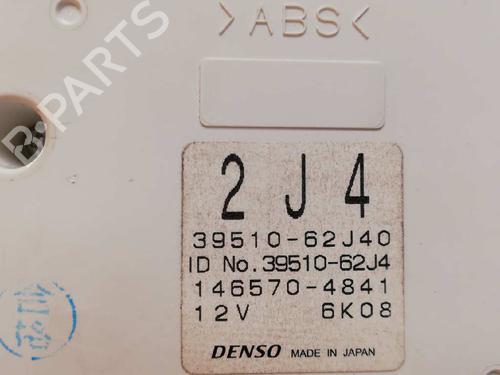 >ABS<
B-PARTS
2J4
39510-62J40
ID No.39510-62J4
146570-4841
12V 6K08
DENSO MADE IN JAPAN